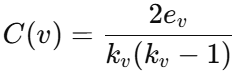 C(v) = \frac{2e_v}{k_v(k_v - 1)}